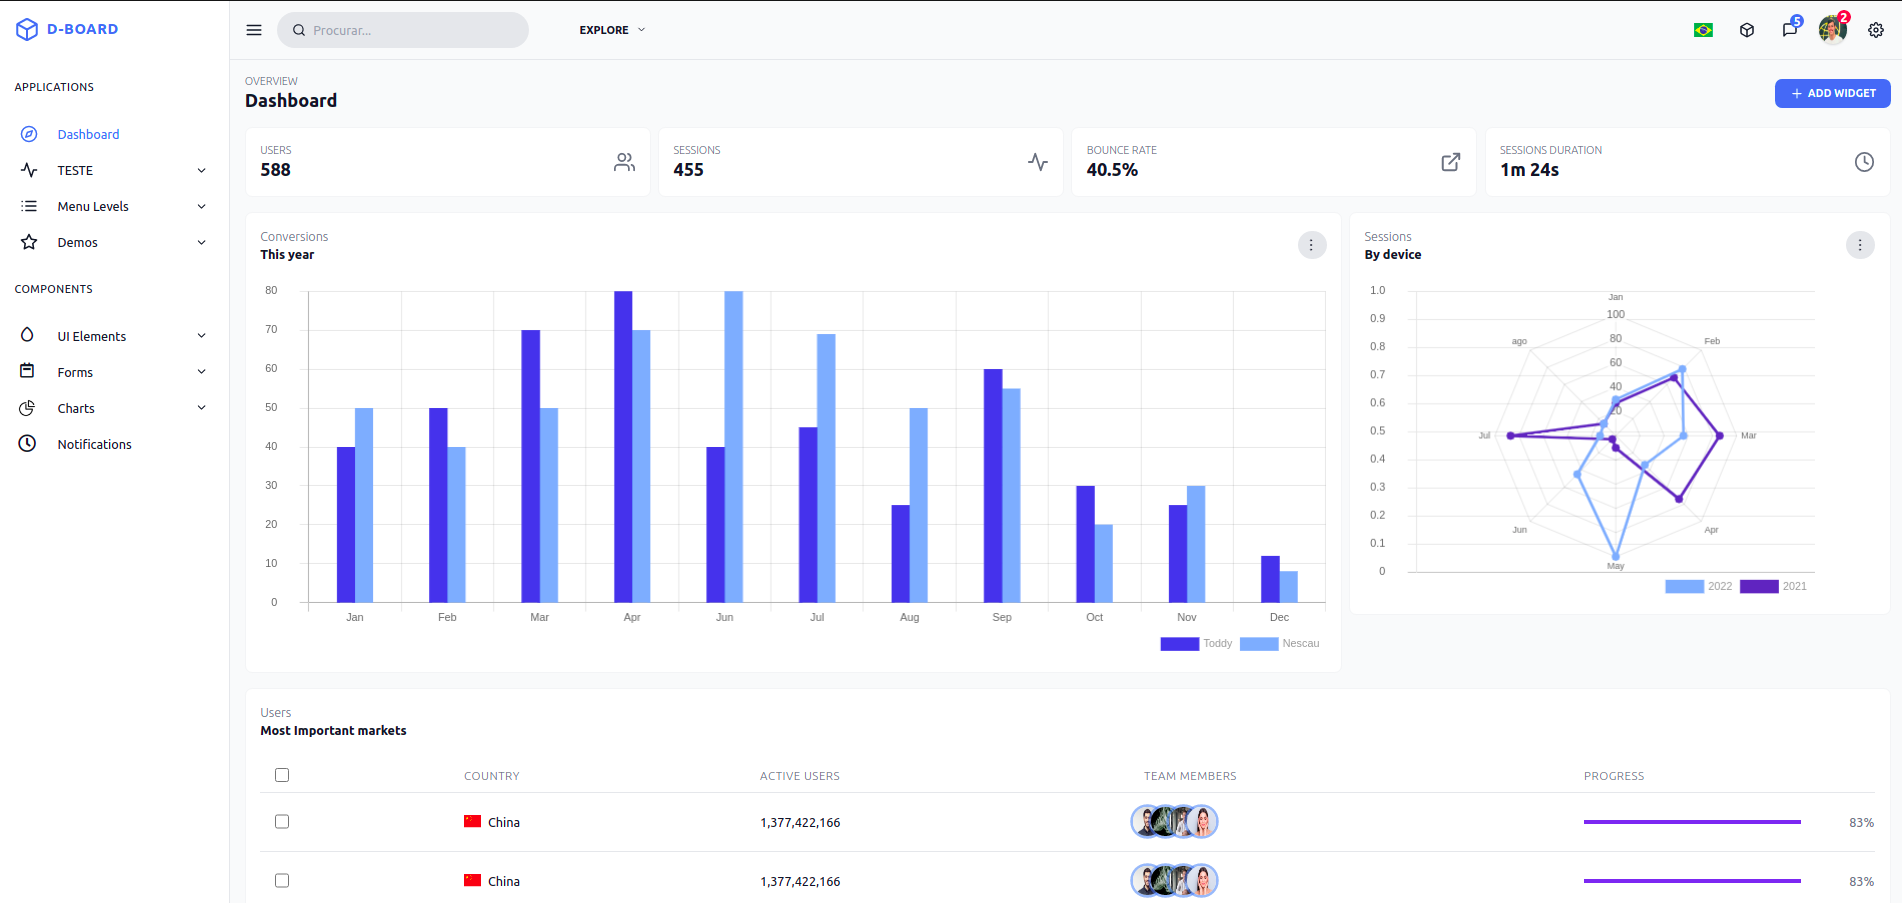 D-BOARD
Procurar...
EXPLORE
5
2
APPLICATIONS
Dashboard
TESTE
Menu Levels
Demos
COMPONENTS
UI Elements
Forms
Charts
Notifications
OVERVIEW
Dashboard
ADD WIDGET
USERS
588
SESSIONS
455
BOUNCE RATE
40.5%
SESSIONS DURATION
1m 24s
Conversions
This year
80
70
60
50
40
30
20
10
0
Jan Feb Mar Apr Jun Jul Aug Sep Oct Nov Dec
Toddy Nescau
Sessions
By device
1.0
0.9
0.8
0.7
0.6
0.5
0.4
0.3
0.2
0.1
0
Jan
100
80
60
40
20
ago Feb
Jul Mar
Jun Apr
May
2022 2021
Users
Most Important markets
COUNTRY ACTIVE USERS TEAM MEMBERS PROGRESS
China 1,377,422,166 83%
China 1,377,422,166 83%